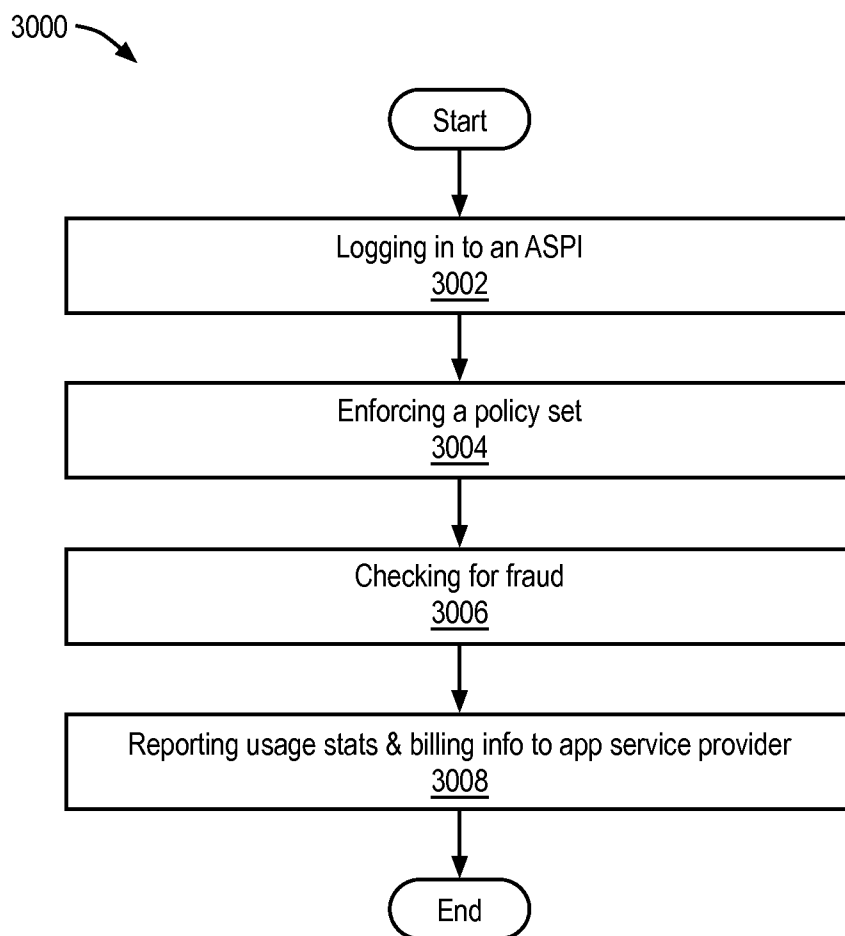 3000
Start
Logging in to an ASPI
3002
Enforcing a policy set
3004
Checking for fraud
3006
Reporting usage stats & billing info to app service provider
3008
End